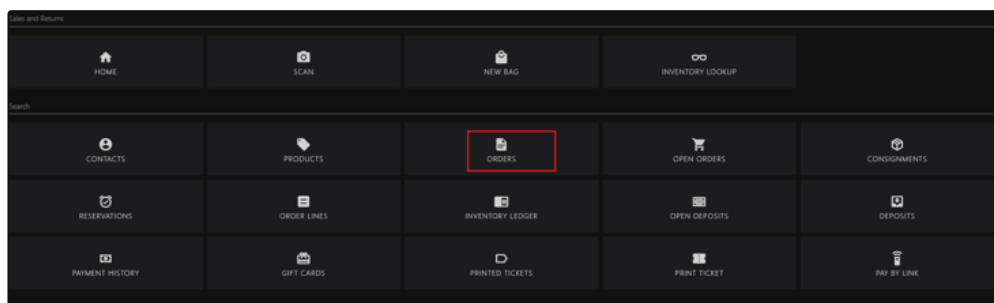 Sales and Returns
HOME
SCAN
NEW BAG
INVENTORY LOOKUP
Search
CONTACTS
PRODUCTS
ORDERS
OPEN ORDERS
CONSIGNMENTS
RESERVATIONS
ORDER LINES
INVENTORY LEDGER
OPEN DEPOSITS
DEPOSITS
PAYMENT HISTORY
GIFT CARDS
PRINTED TICKETS
PRINT TICKET
PAY BY LINK